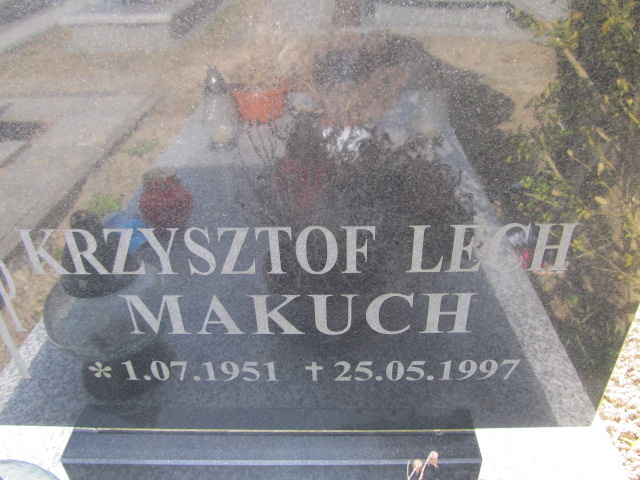 KRZYSZTOF LECH
MAKUCH
* 1.07.1951 † 25.05.1997